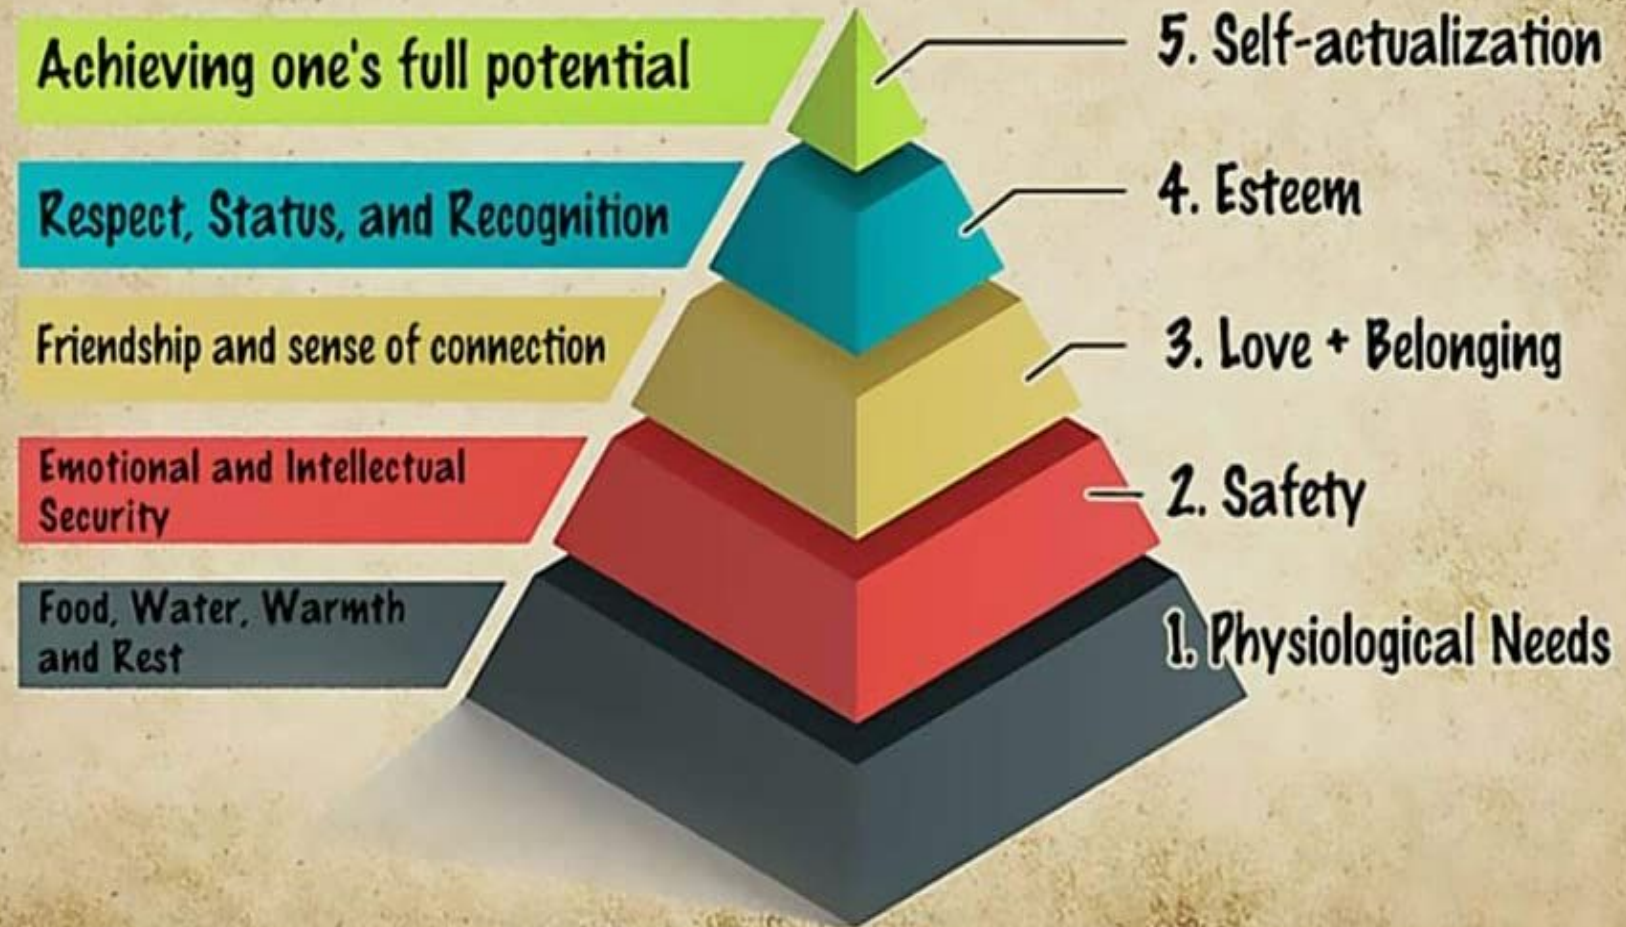 Achieving one's full potential
5. Self-actualization
Respect, Status, and Recognition
4. Esteem
Friendship and sense of connection
3. Love + Belonging
Emotional and Intellectual
Security
2. Safety
Food, Water, Warmth
and Rest
1. Physiological Needs